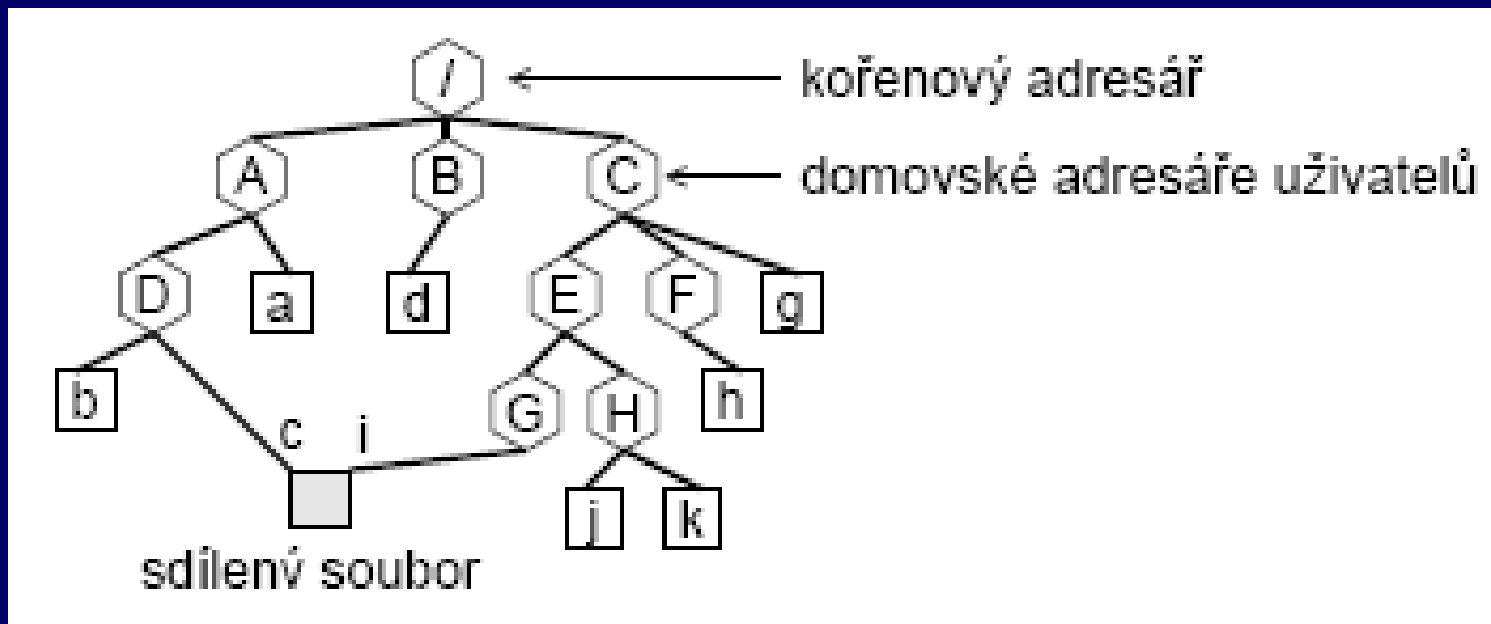 /
kořenový adresář
A
B
C
domovské adresáře uživatelů
D
a
d
E
F
g
b
c
i
G
H
h
j
k
sdílený soubor